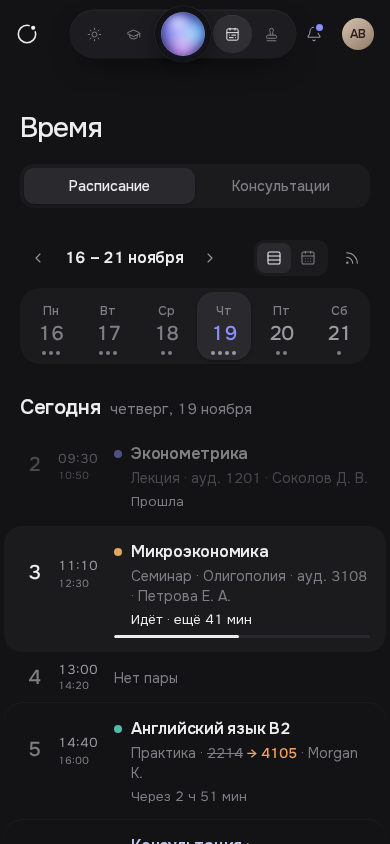 АВ
Время
Расписание Консультации
16 – 21 ноября
Пн Вт Ср Чт Пт Сб
16 17 18 19 20 21
Сегодня четверг, 19 ноября
2 09:30 Эконометрика
10:50 Лекция · ауд. 1201 · Соколов Д. В.
Прошла
3 11:10 Микроэкономика
12:30 Семинар · Олигополия · ауд. 3108
· Петрова Е. А.
Идёт · ещё 41 мин
4 13:00 Нет пары
14:20
5 14:40 Английский язык B2
16:00 Практика · 2214 → 4105 · Morgan
K.
Через 2 ч 51 мин
Консультация ·